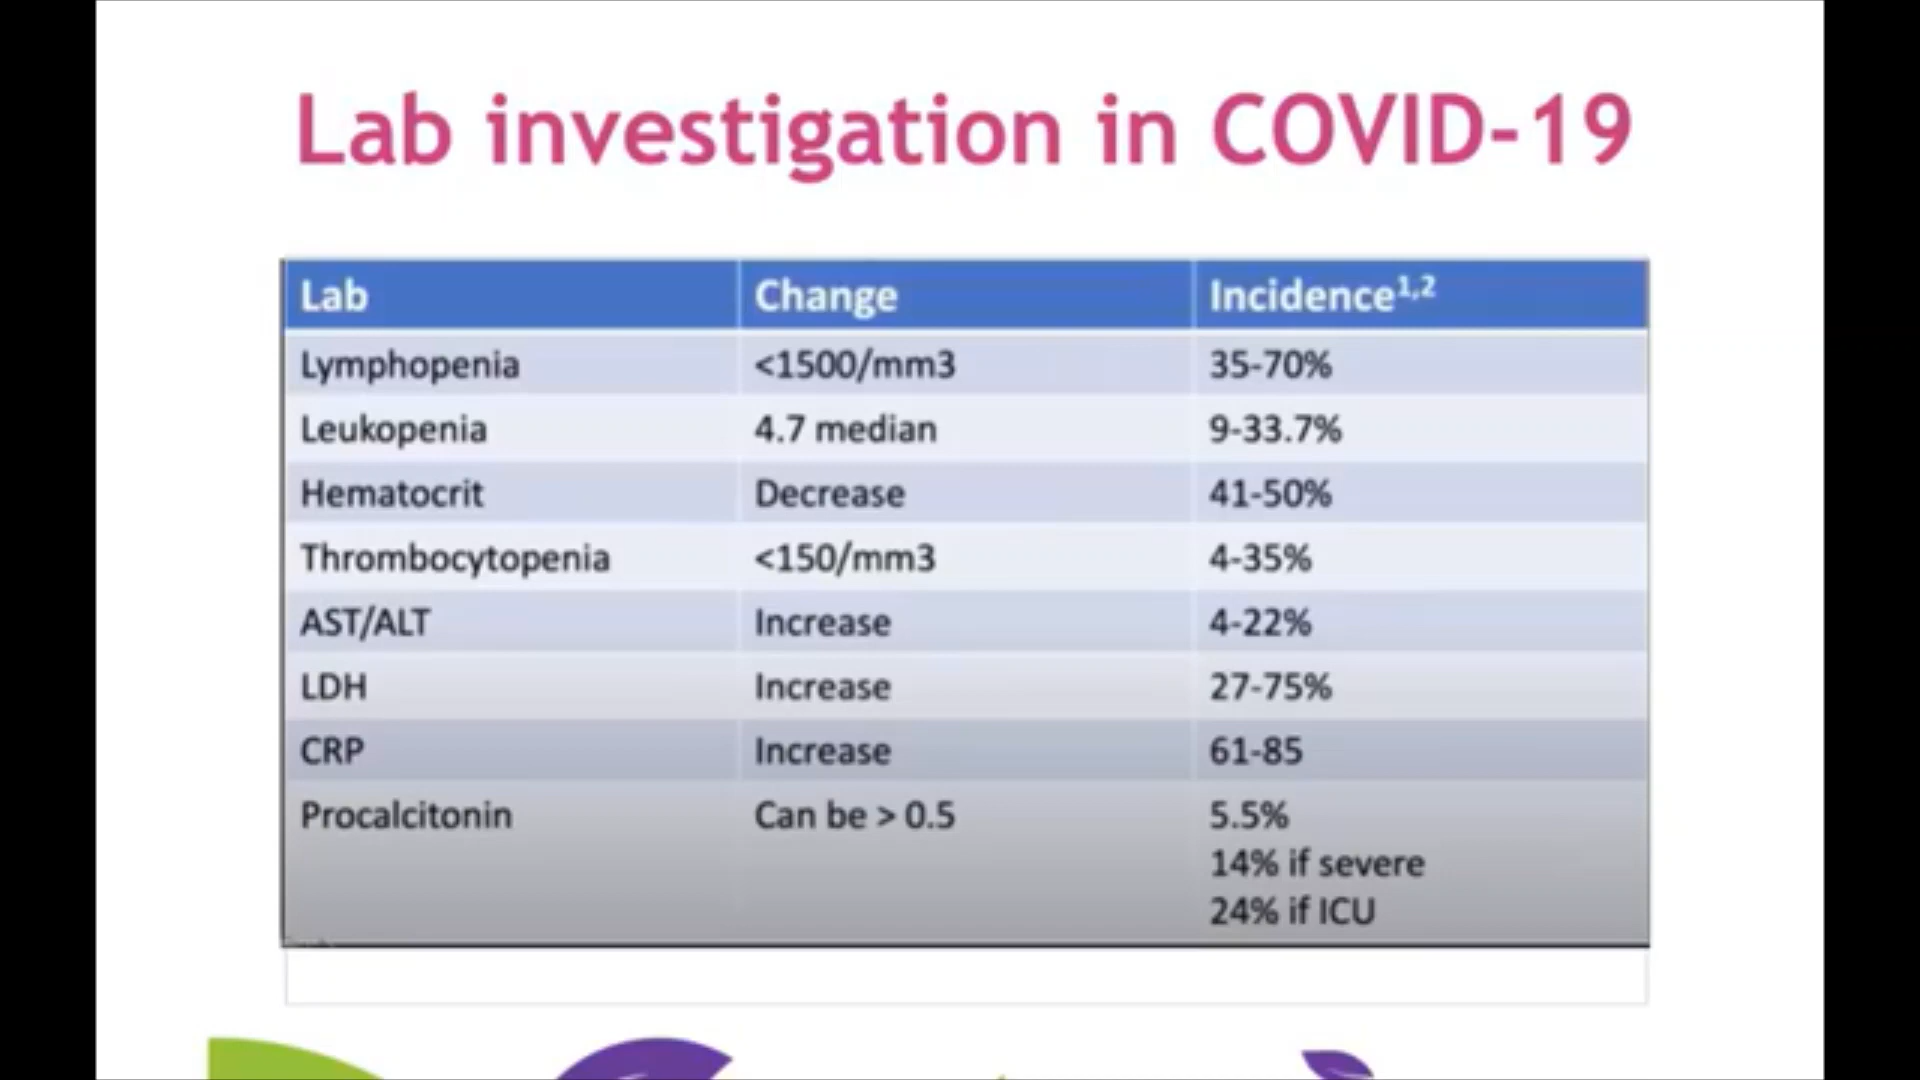 Lab investigation in COVID-19
Lab Change Incidence1,2
Lymphopenia <1500/mm3 35-70%
Leukopenia 4.7 median 9-33.7%
Hematocrit Decrease 41-50%
Thrombocytopenia <150/mm3 4-35%
AST/ALT Increase 4-22%
LDH Increase 27-75%
CRP Increase 61-85
Procalcitonin Can be > 0.5 5.5%
14% if severe
24% if ICU